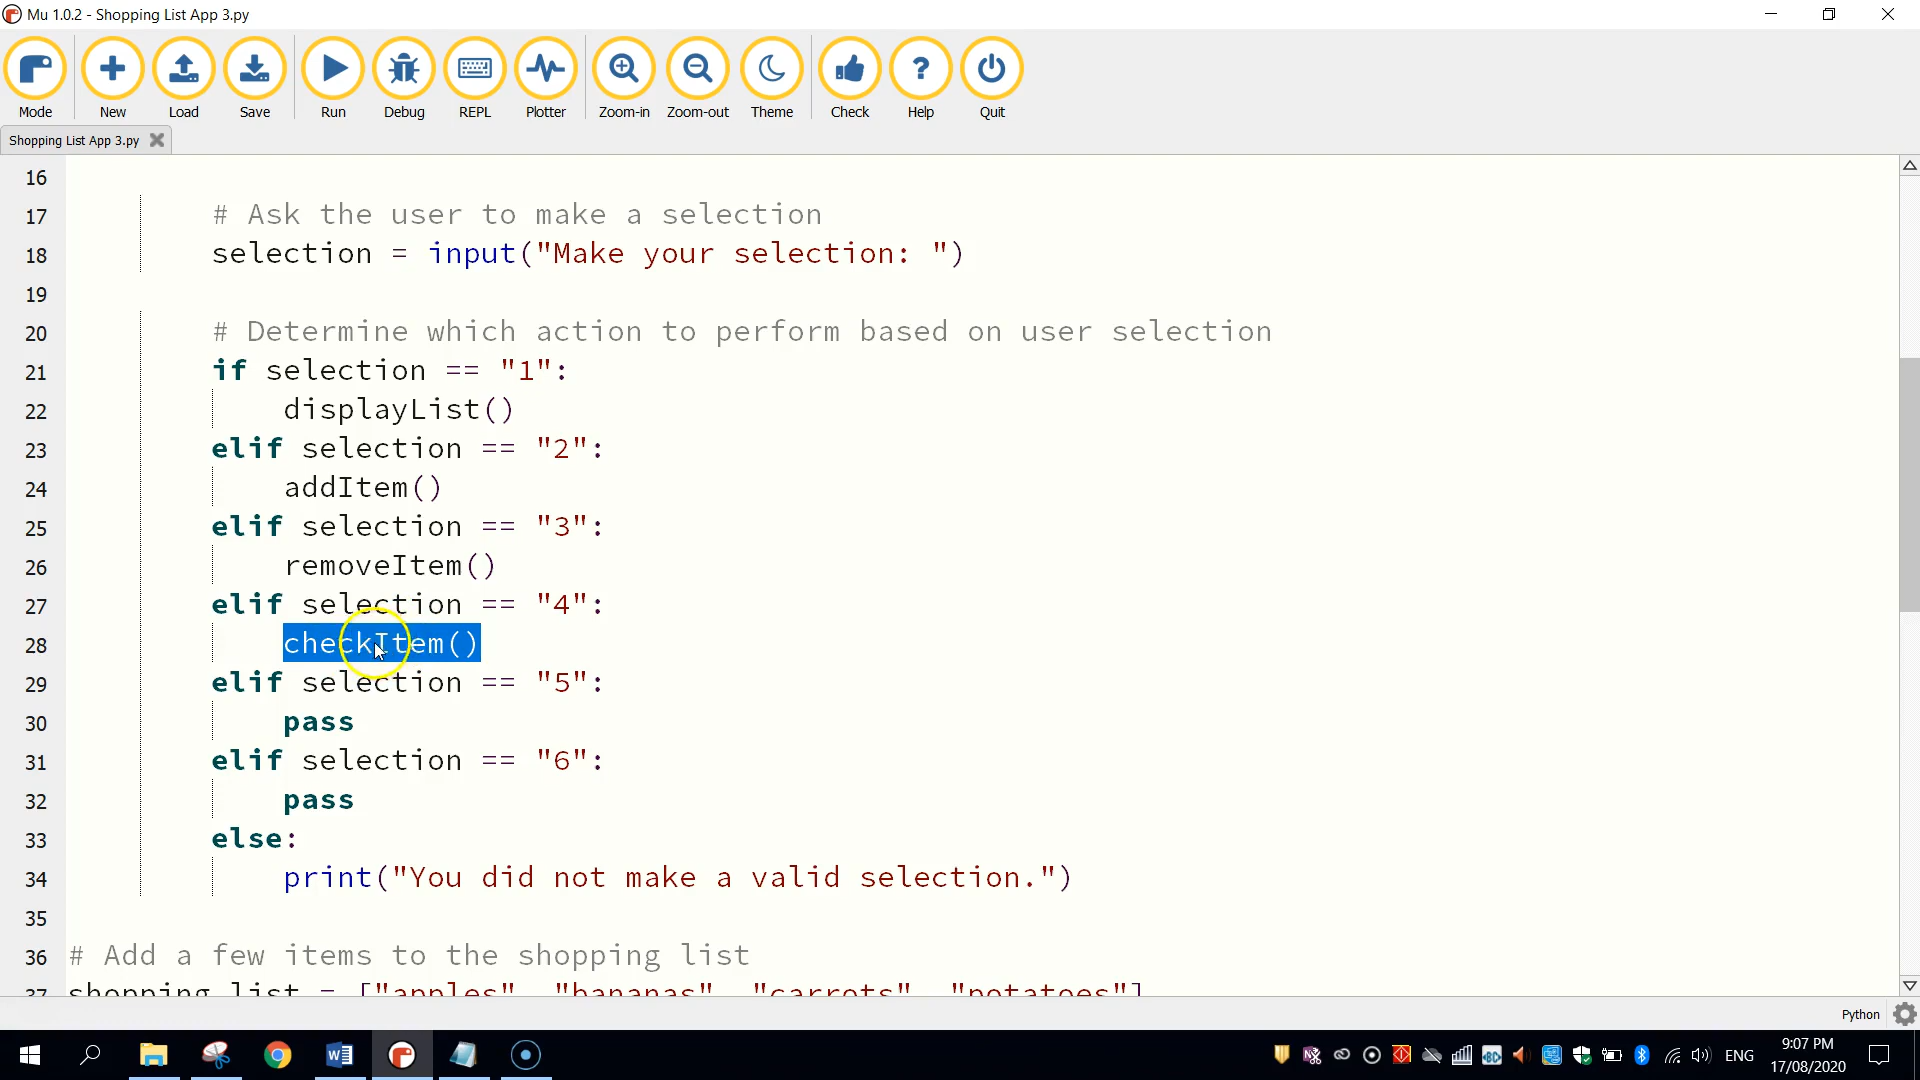 Mu 1.0.2 - Shopping List App 3.py
Mode New Load Save Run Debug REPL Plotter Zoom-in Zoom-out Theme Check Help Quit
Shopping List App 3.py
16
17 # Ask the user to make a selection
18 selection = input("Make your selection: ")
19
20 # Determine which action to perform based on user selection
21 if selection == "1":
22 displayList()
23 elif selection == "2":
24 addItem()
25 elif selection == "3":
26 removeItem()
27 elif selection == "4":
28 checkItem()
29 elif selection == "5":
30 pass
31 elif selection == "6":
32 pass
33 else:
34 print("You did not make a valid selection.")
35
36 # Add a few items to the shopping list
37 shopping_list = ["apples", "bananas", "carrots", "potatoes"]
Python
ENG
9:07 PM
17/08/2020